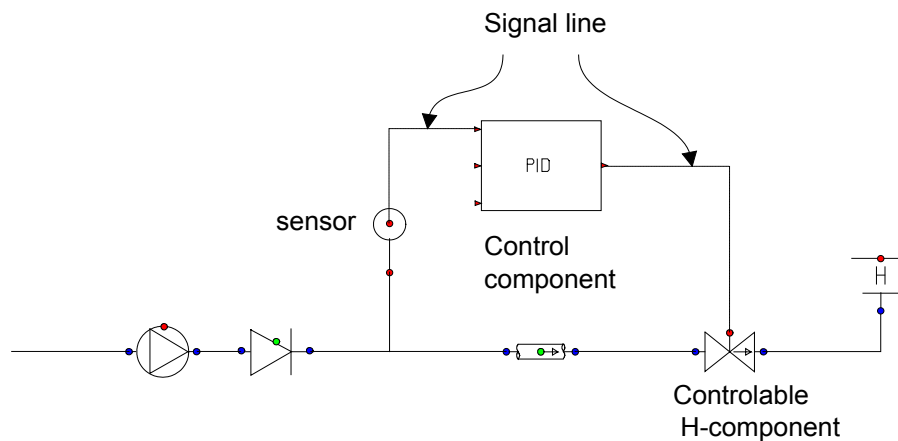 Signal line
PID
sensor
Control
component
H
Controlable
H-component